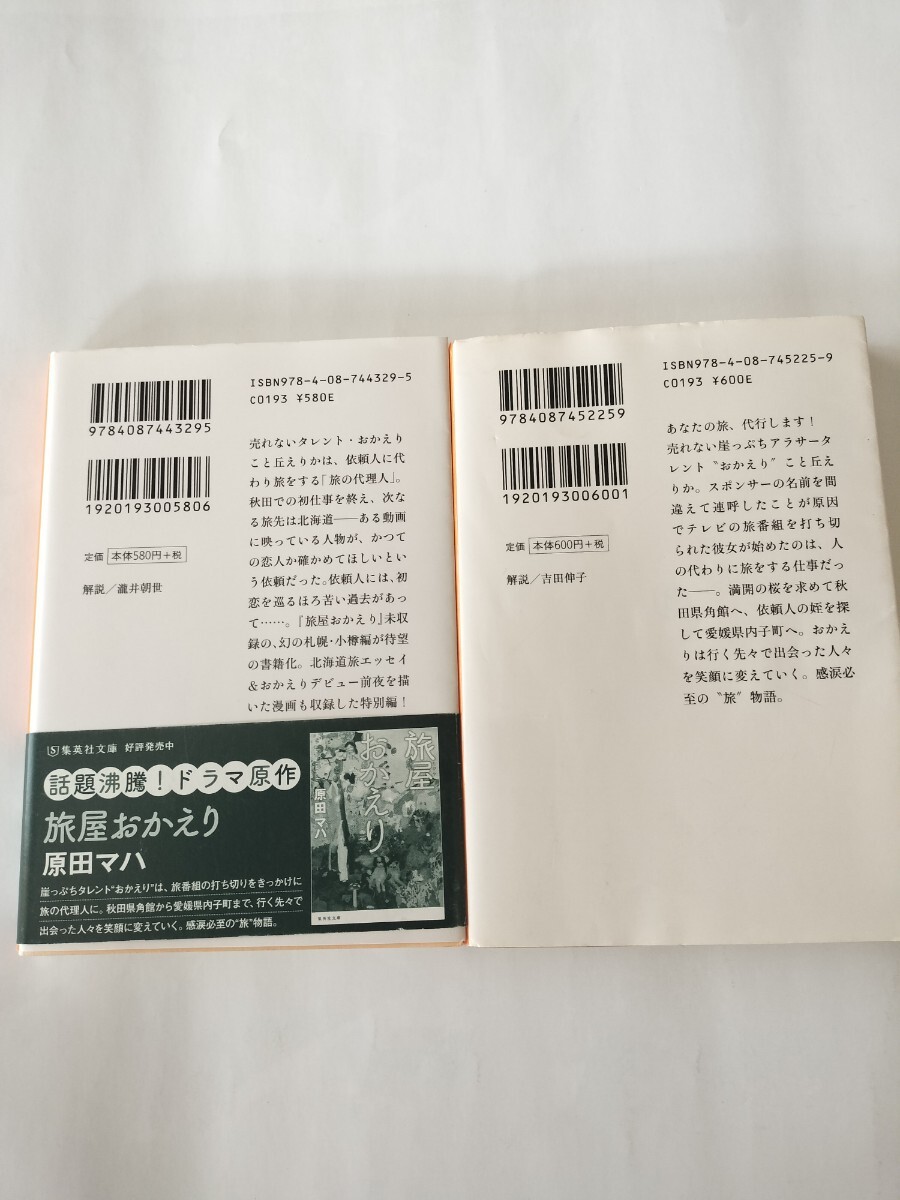 ISBN978-4-08-744329-5
C0193 ¥580E
9784087443295
1920193005806
定価 本体580円+税
解説/瀧井朝世
売れないタレント・おかえり
こと丘えりかは、依頼人に代
わり旅をする「旅の代理人」。
秋田での初仕事を終え、次な
る旅先は北海道――ある動画
に映っている人物が、かつて
の恋人か確かめてほしいとい
う依頼だった。依頼人には、初
恋を巡るほろ苦い過去があっ
て……。『旅屋おかえり』未収
録の、幻の札幌・小樽編が待望
の書籍化。北海道旅エッセイ
&おかえりデビュー前夜を描
いた漫画も収録した特別編!
集英社文庫 好評発売中
話題沸騰!ドラマ原作
旅屋おかえり
原田マハ
崖っぷちタレント“おかえり”は、旅番組の打ち切りをきっかけに
旅の代理人に。秋田県角館から愛媛県内子町まで、行く先々で
出会った人々を笑顔に変えていく。感涙必至の“旅”物語。
旅屋
おかえり
原田マハ
集英社文庫
ISBN978-4-08-745225-9
C0193 ¥600E
9784087452259
1920193006001
定価 本体600円+税
解説/吉田伸子
あなたの旅、代行します!
売れない崖っぷちアラサータ
レント〝おかえり〟こと丘え
りか。スポンサーの名前を間
違えて連呼したことが原因
でテレビの旅番組を打ち切
られた彼女が始めたのは、人
の代わりに旅をする仕事だっ
た――。満開の桜を求めて秋
田県角館へ、依頼人の姪を探
して愛媛県内子町へ。おかえ
りは行く先々で出会った人々
を笑顔に変えていく。感涙必
至の〝旅〟物語。